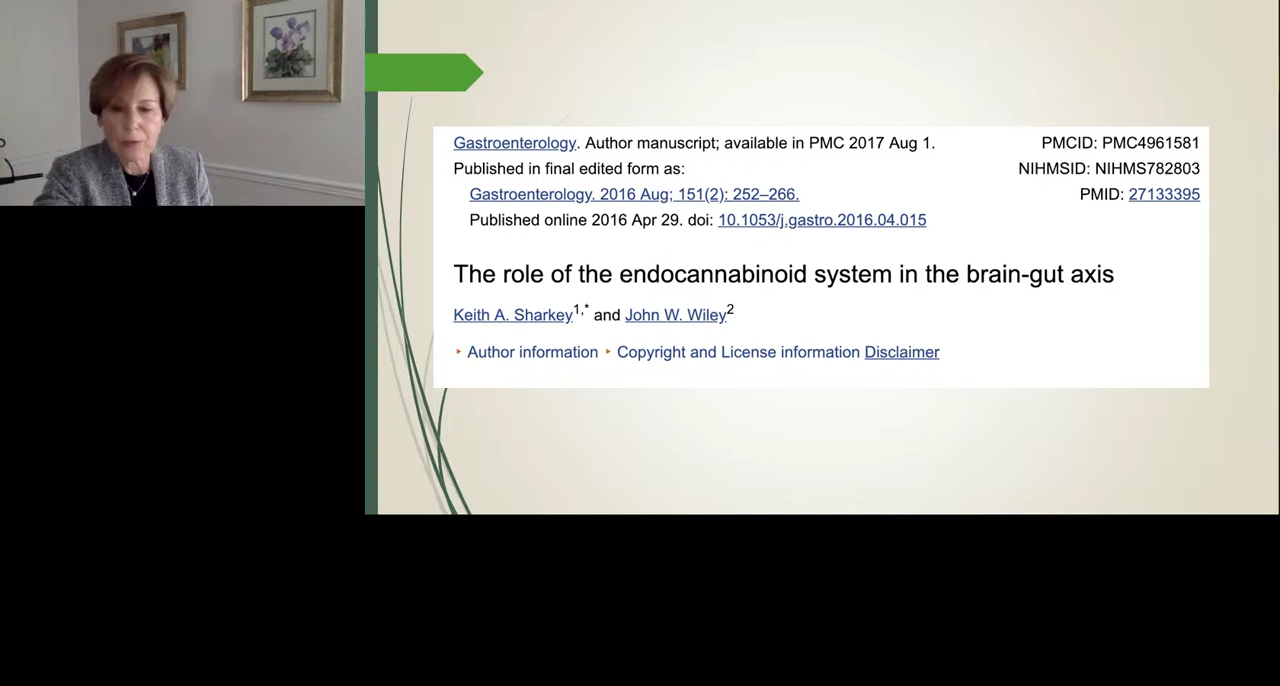 Gastroenterology. Author manuscript; available in PMC 2017 Aug 1.
PMCID: PMC4961581
Published in final edited form as:
NIHMSID: NIHMS782803
Gastroenterology. 2016 Aug; 151(2): 252–266.
PMID: 27133395
Published online 2016 Apr 29. doi: 10.1053/j.gastro.2016.04.015
The role of the endocannabinoid system in the brain-gut axis
Keith A. Sharkey1,* and John W. Wiley2
▸ Author information ▸ Copyright and License information Disclaimer